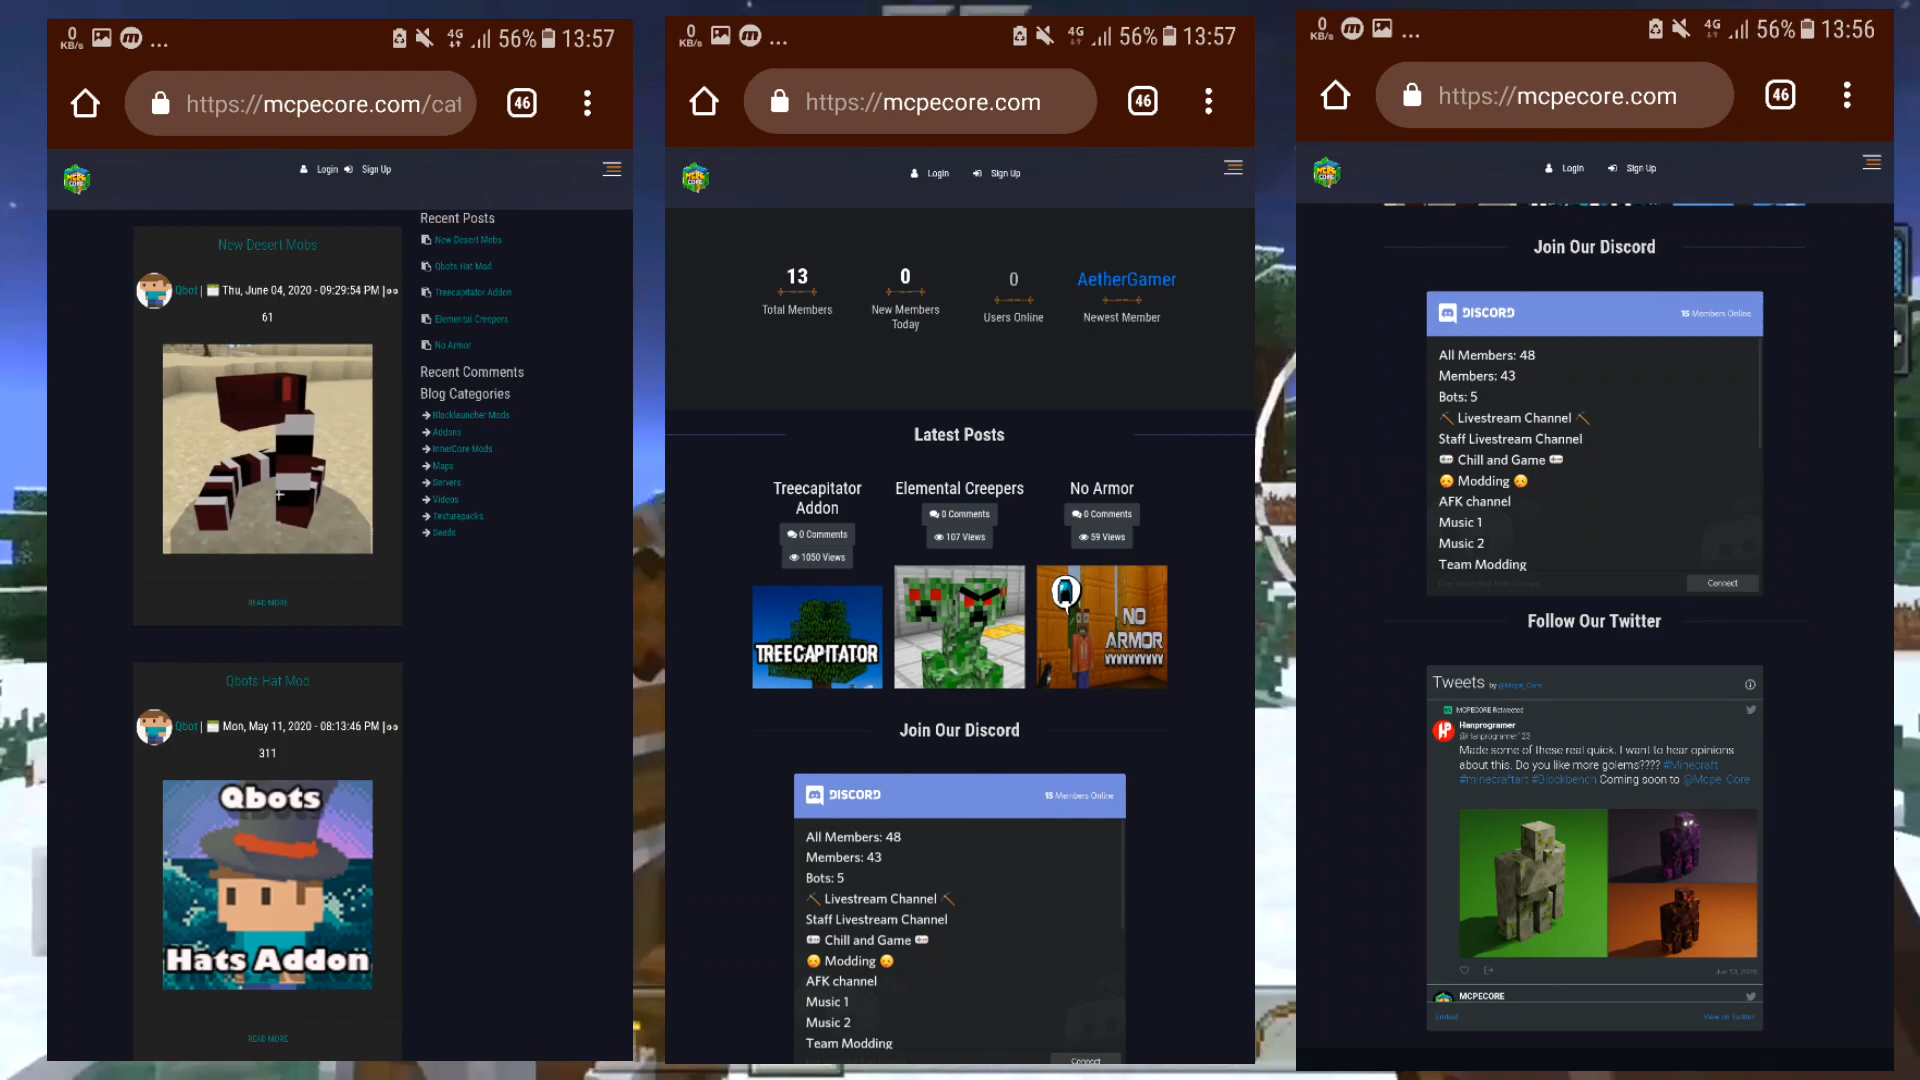 0 KB/s ... 4G 56% 13:57
https://mcpecore.com/cat
46
Login Sign Up
New Desert Mobs
Qbot | Thu, June 04, 2020 - 09:29:54 PM |
61
READ MORE
Qbots Hat Mod
Qbot | Mon, May 11, 2020 - 08:13:46 PM |
311
Qbots
Hats Addon
READ MORE
Recent Posts
New Desert Mobs
Qbots Hat Mod
Treecapitator Addon
Elemental Creepers
No Armor
Recent Comments
Blog Categories
Blocklauncher Mods
Addons
InnerCore Mods
Maps
Servers
Videos
Texturepacks
Seeds
0 KB/s ... 4G 56% 13:57
https://mcpecore.com
46
Login Sign Up
13 0 0 AetherGamer
Total Members New Members Today Users Online Newest Member
Latest Posts
Treecapitator Addon
0 Comments
1050 Views
TREECAPITATOR
Elemental Creepers
0 Comments
107 Views
No Armor
0 Comments
59 Views
NO
ARMOR
Join Our Discord
DISCORD 15 Members Online
All Members: 48
Members: 43
Bots: 5
⛏ Livestream Channel ⛏
Staff Livestream Channel
🎮 Chill and Game 🎮
😞 Modding 😞
AFK channel
Music 1
Music 2
Team Modding
Connect
0 KB/s ... 4G 56% 13:56
https://mcpecore.com
46
Login Sign Up
Join Our Discord
DISCORD 15 Members Online
All Members: 48
Members: 43
Bots: 5
⛏ Livestream Channel ⛏
Staff Livestream Channel
🎮 Chill and Game 🎮
😞 Modding 😞
AFK channel
Music 1
Music 2
Team Modding
Connect
Follow Our Twitter
Tweets by @Mcpe_Core
MCPECORE Retweeted
Hanprogramer
@Hanprogramer123
Made some of these real quick. I want to hear opinions
about this. Do you like more golems???? #Minecraft
#minecraftart #Blockbench Coming soon to @Mcpe_Core
Jun 13, 2020
MCPECORE
Embed View on Twitter